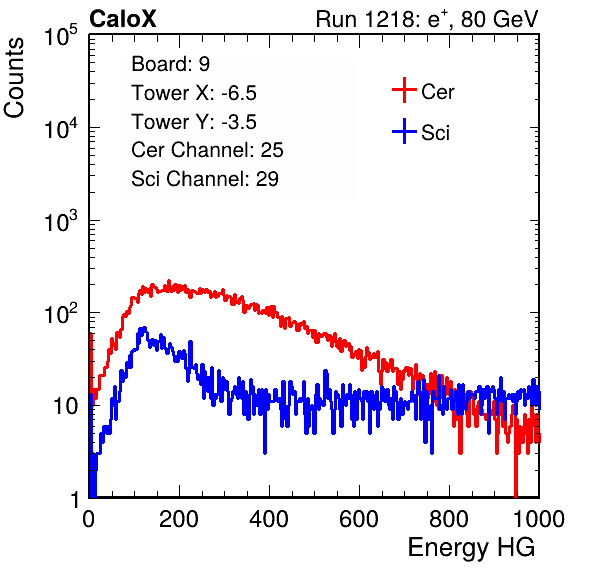 CaloX Run 1218: e⁺, 80 GeV
Counts
Board: 9
Tower X: -6.5
Tower Y: -3.5
Cer Channel: 25
Sci Channel: 29
Cer
Sci
10⁵
10⁴
10³
10²
10
1
0 200 400 600 800 1000
Energy HG